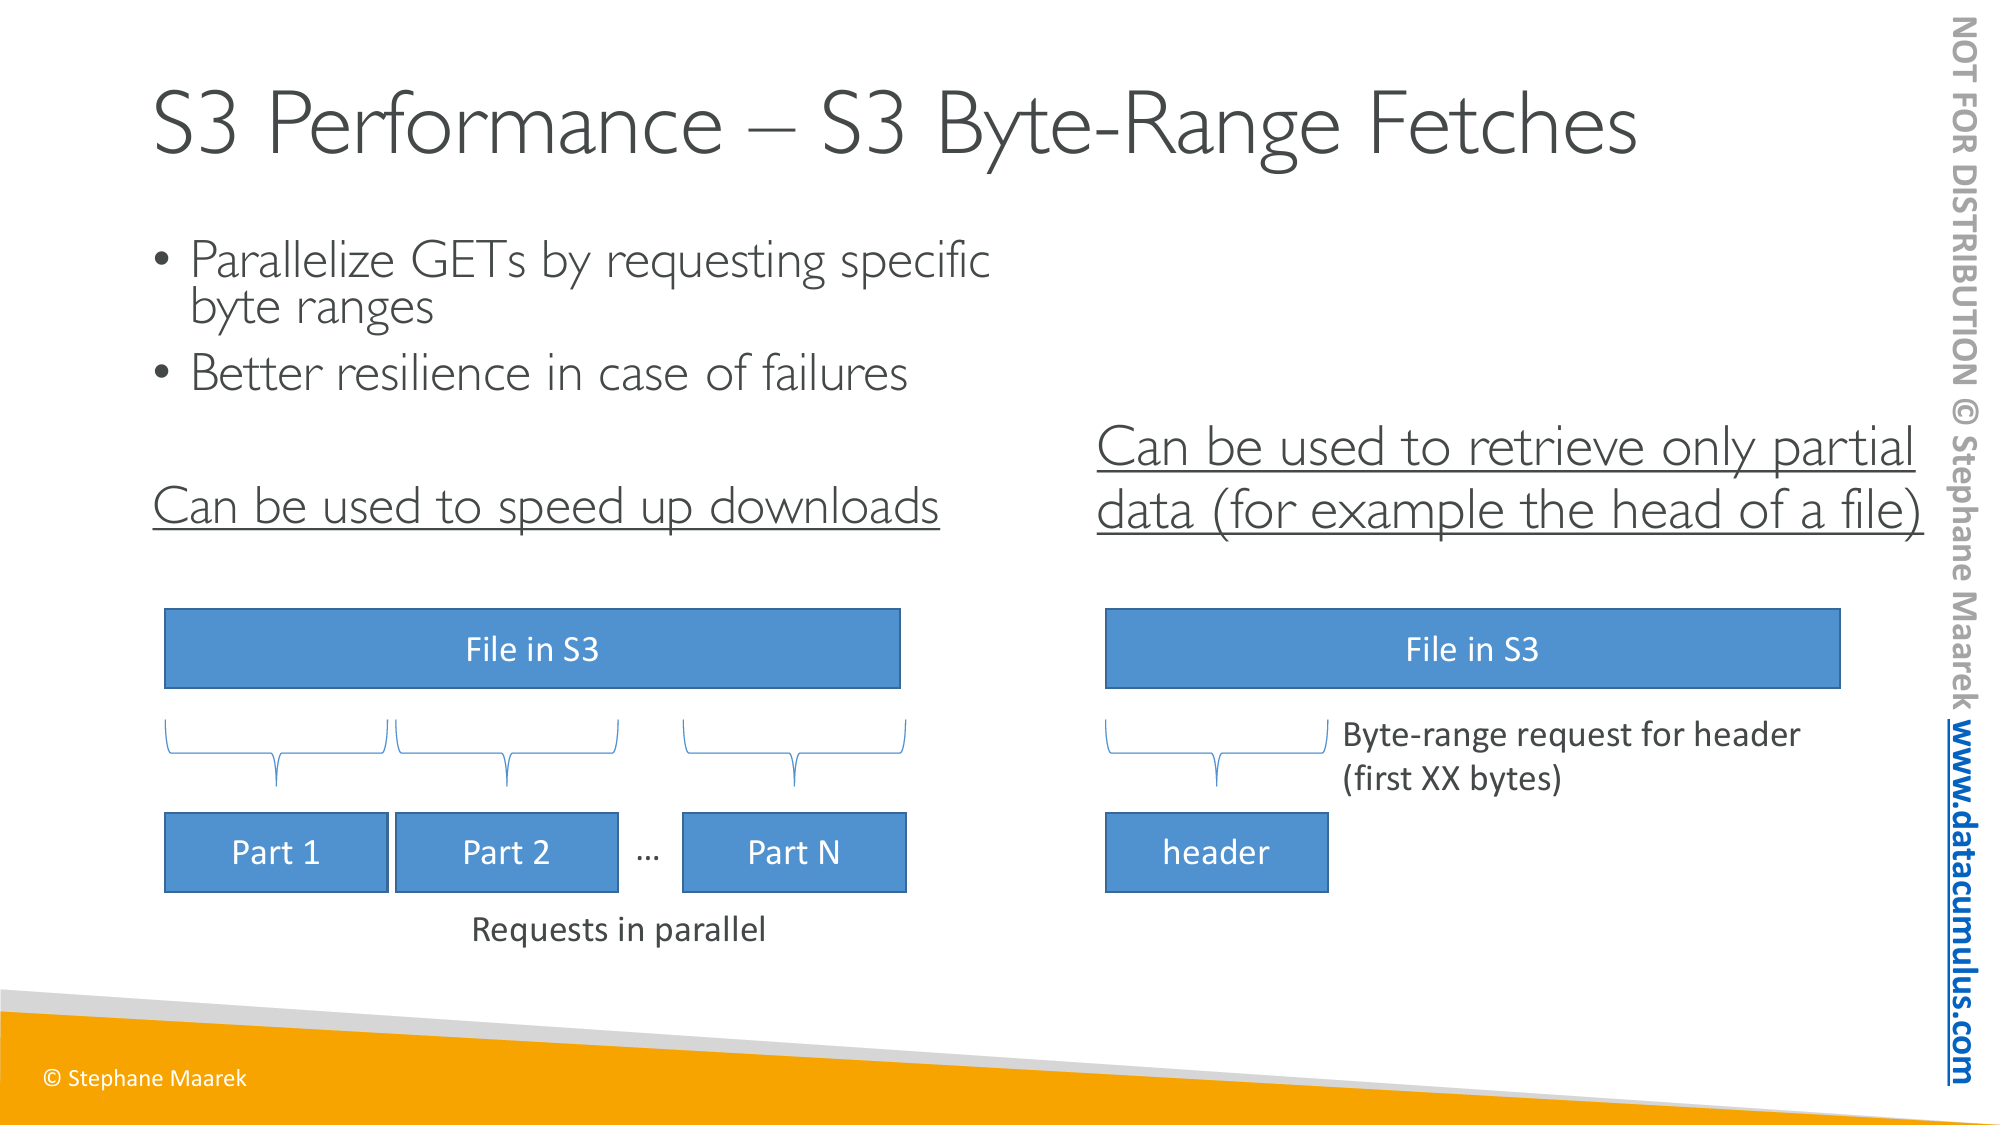 S3 Performance – S3 Byte-Range Fetches
• Parallelize GETs by requesting specific
byte ranges
• Better resilience in case of failures
Can be used to speed up downloads
File in S3
Part 1
Part 2
...
Part N
Requests in parallel
Can be used to retrieve only partial
data (for example the head of a file)
File in S3
Byte-range request for header
(first XX bytes)
header
© Stephane Maarek
NOT FOR DISTRIBUTION © Stephane Maarek www.datacumulus.com